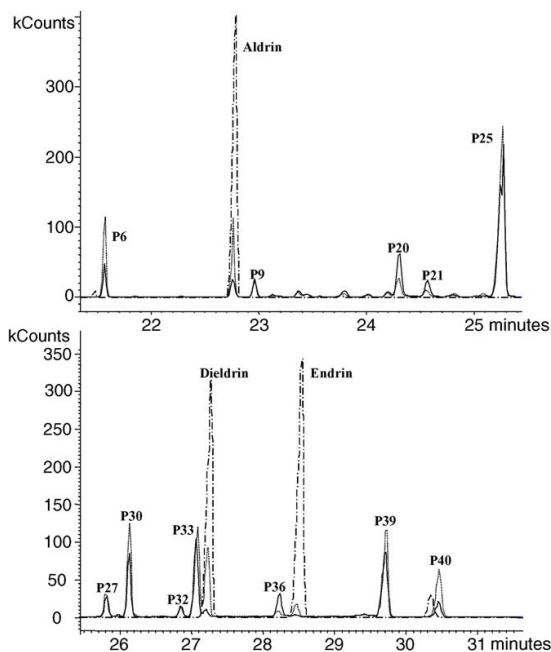 kCounts
Aldrin
300
200
P25
100
P6
P20
P9
P21
0
22 23 24 25 minutes
kCounts
350
Dieldrin Endrin
300
250
200
150
P30
P33 P39
100
50
P27 P32 P36 P40
0
26 27 28 29 30 31 minutes